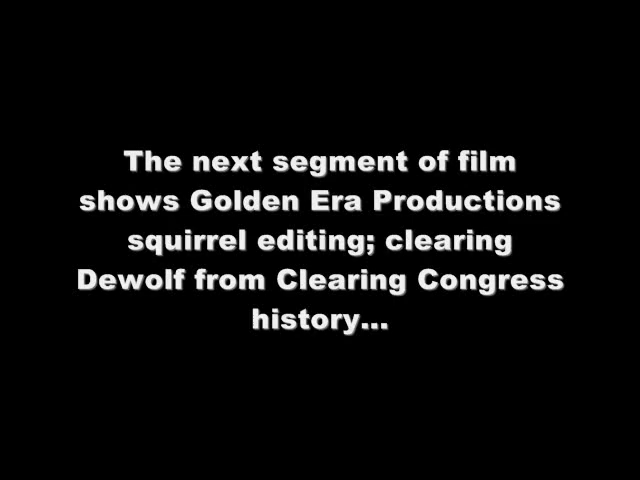 The next segment of film
shows Golden Era Productions
squirrel editing; clearing
Dewolf from Clearing Congress
history...